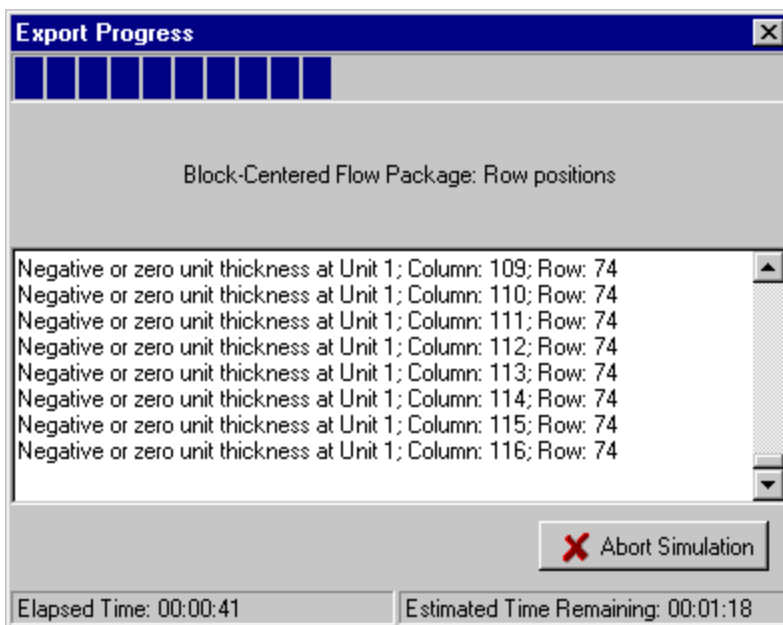 Export Progress
Block-Centered Flow Package: Row positions
Negative or zero unit thickness at Unit 1; Column: 109; Row: 74
Negative or zero unit thickness at Unit 1; Column: 110; Row: 74
Negative or zero unit thickness at Unit 1; Column: 111; Row: 74
Negative or zero unit thickness at Unit 1; Column: 112; Row: 74
Negative or zero unit thickness at Unit 1; Column: 113; Row: 74
Negative or zero unit thickness at Unit 1; Column: 114; Row: 74
Negative or zero unit thickness at Unit 1; Column: 115; Row: 74
Negative or zero unit thickness at Unit 1; Column: 116; Row: 74
Abort Simulation
Elapsed Time: 00:00:41
Estimated Time Remaining: 00:01:18